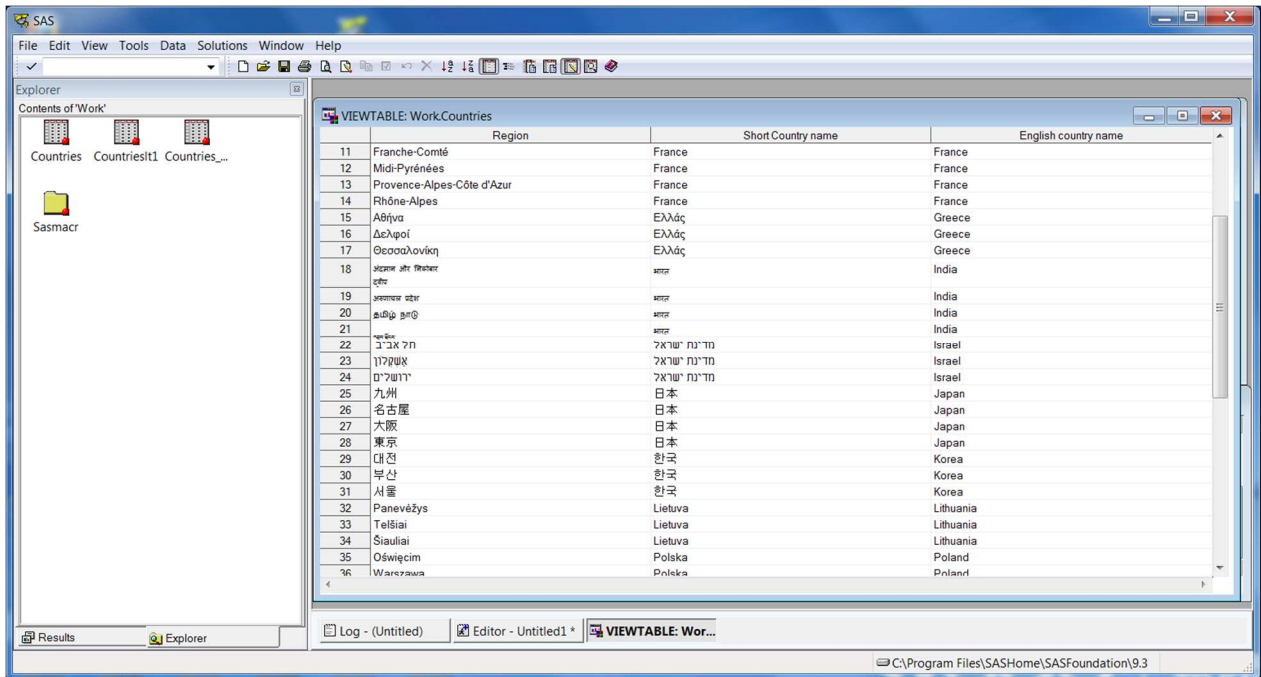 SAS
File Edit View Tools Data Solutions Window Help
Explorer
Contents of 'Work'
Countries Countrieslt1 Countries_...
Sasmacr
VIEWTABLE: Work.Countries
Region Short Country name English country name
11 Franche-Comté France France
12 Midi-Pyrénées France France
13 Provence-Alpes-Côte d'Azur France France
14 Rhône-Alpes France France
15 Αθήνα Ελλάς Greece
16 Δελφοί Ελλάς Greece
17 Θεσσαλονίκη Ελλάς Greece
18 अंदमान और निकोबार भारत India
द्वीप
19 अरुणाचल प्रदेश भारत India
20 தமிழ் நாடு भारत India
21 भारत India
22 תל אביב מדינת ישראל Israel
23 אשקלון מדינת ישראל Israel
24 ירושלים מדינת ישראל Israel
25 九州 日本 Japan
26 名古屋 日本 Japan
27 大阪 日本 Japan
28 東京 日本 Japan
29 대전 한국 Korea
30 부산 한국 Korea
31 서울 한국 Korea
32 Panevėžys Lietuva Lithuania
33 Telšiai Lietuva Lithuania
34 Šiauliai Lietuva Lithuania
35 Oświęcim Polska Poland
36 Warszawa Polska Poland
Results Explorer
Log - (Untitled) Editor - Untitled1 * VIEWTABLE: Wor...
C:\Program Files\SASHome\SASFoundation\9.3